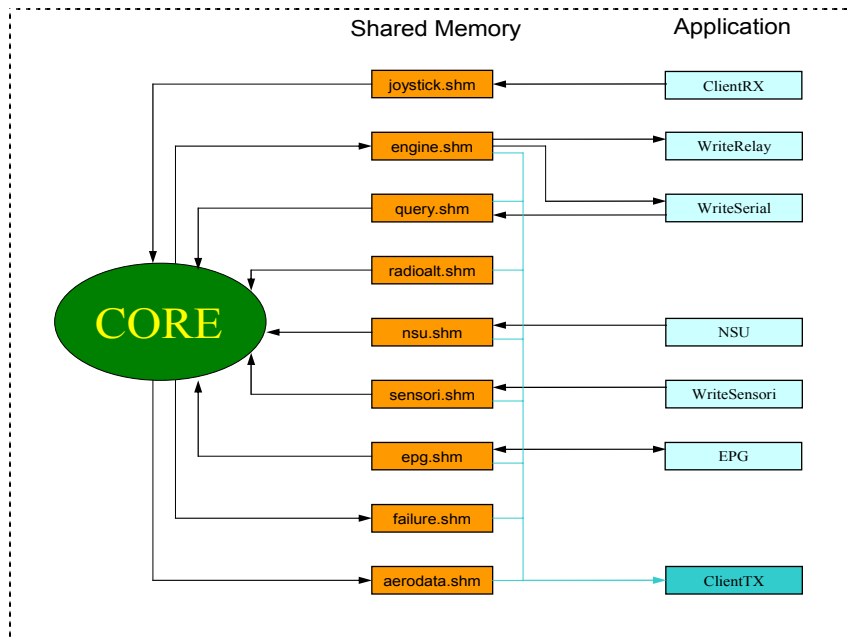 Shared Memory Application
joystick.shm ClientRX
engine.shm WriteRelay
query.shm WriteSerial
radioalt.shm
CORE
nsu.shm NSU
sensori.shm WriteSensori
epg.shm EPG
failure.shm
aerodata.shm ClientTX